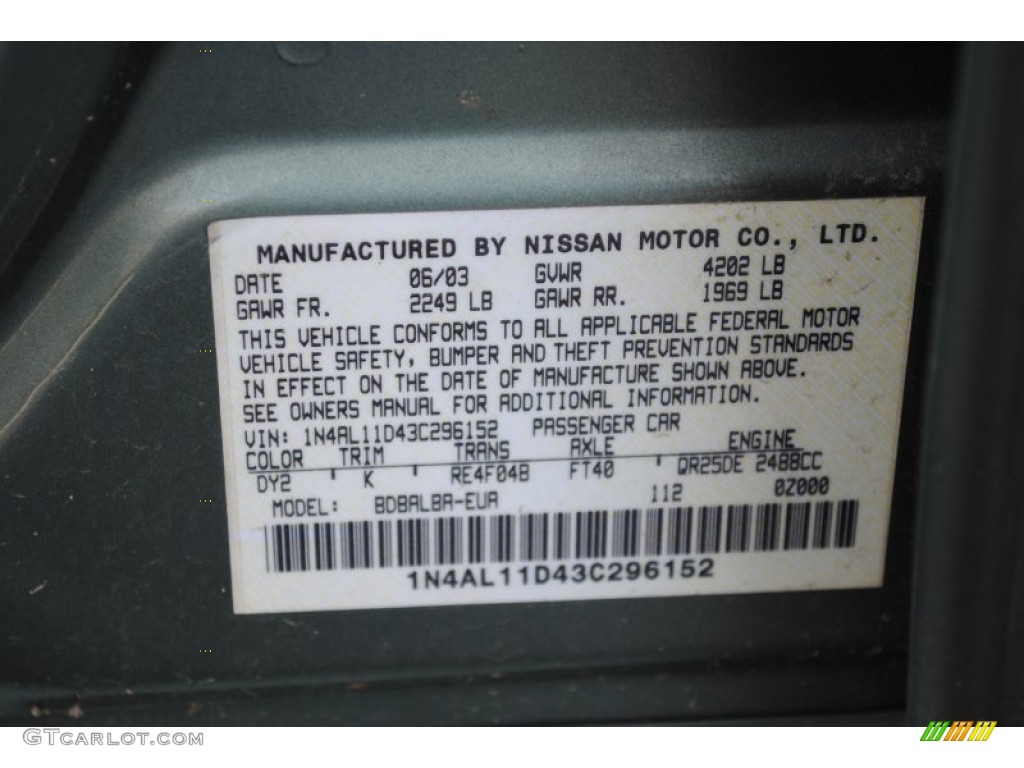 MANUFACTURED BY NISSAN MOTOR CO., LTD.
DATE 06/03 GVWR 4202 LB
GAWR FR. 2249 LB GAWR RR. 1969 LB
THIS VEHICLE CONFORMS TO ALL APPLICABLE FEDERAL MOTOR
VEHICLE SAFETY, BUMPER AND THEFT PREVENTION STANDARDS
IN EFFECT ON THE DATE OF MANUFACTURE SHOWN ABOVE.
SEE OWNERS MANUAL FOR ADDITIONAL INFORMATION.
VIN: 1N4AL11D43C296152 PASSENGER CAR
COLOR TRIM TRANS AXLE ENGINE
DY2 K RE4F04B FT40 QR25DE 2488CC
MODEL: BDBALBA-EUA 112 0Z000
1N4AL11D43C296152
GTCarlot.com